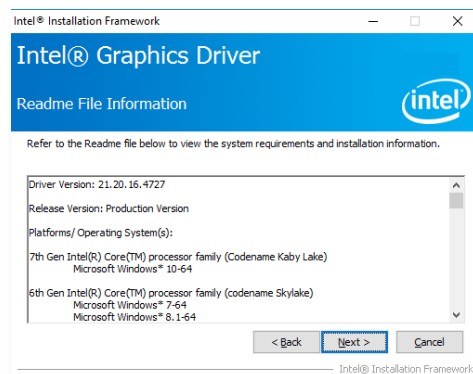 Intel® Installation Framework
Intel® Graphics Driver
Readme File Information
intel
Refer to the Readme file below to view the system requirements and installation information.
Driver Version: 21.20.16.4727
Release Version: Production Version
Platforms/ Operating System(s):
7th Gen Intel(R) Core(TM) processor family (Codename Kaby Lake)
Microsoft Windows* 10-64
6th Gen Intel(R) Core(TM) processor family (codename Skylake)
Microsoft Windows* 7-64
Microsoft Windows* 8.1-64
< Back Next > Cancel
Intel® Installation Framework